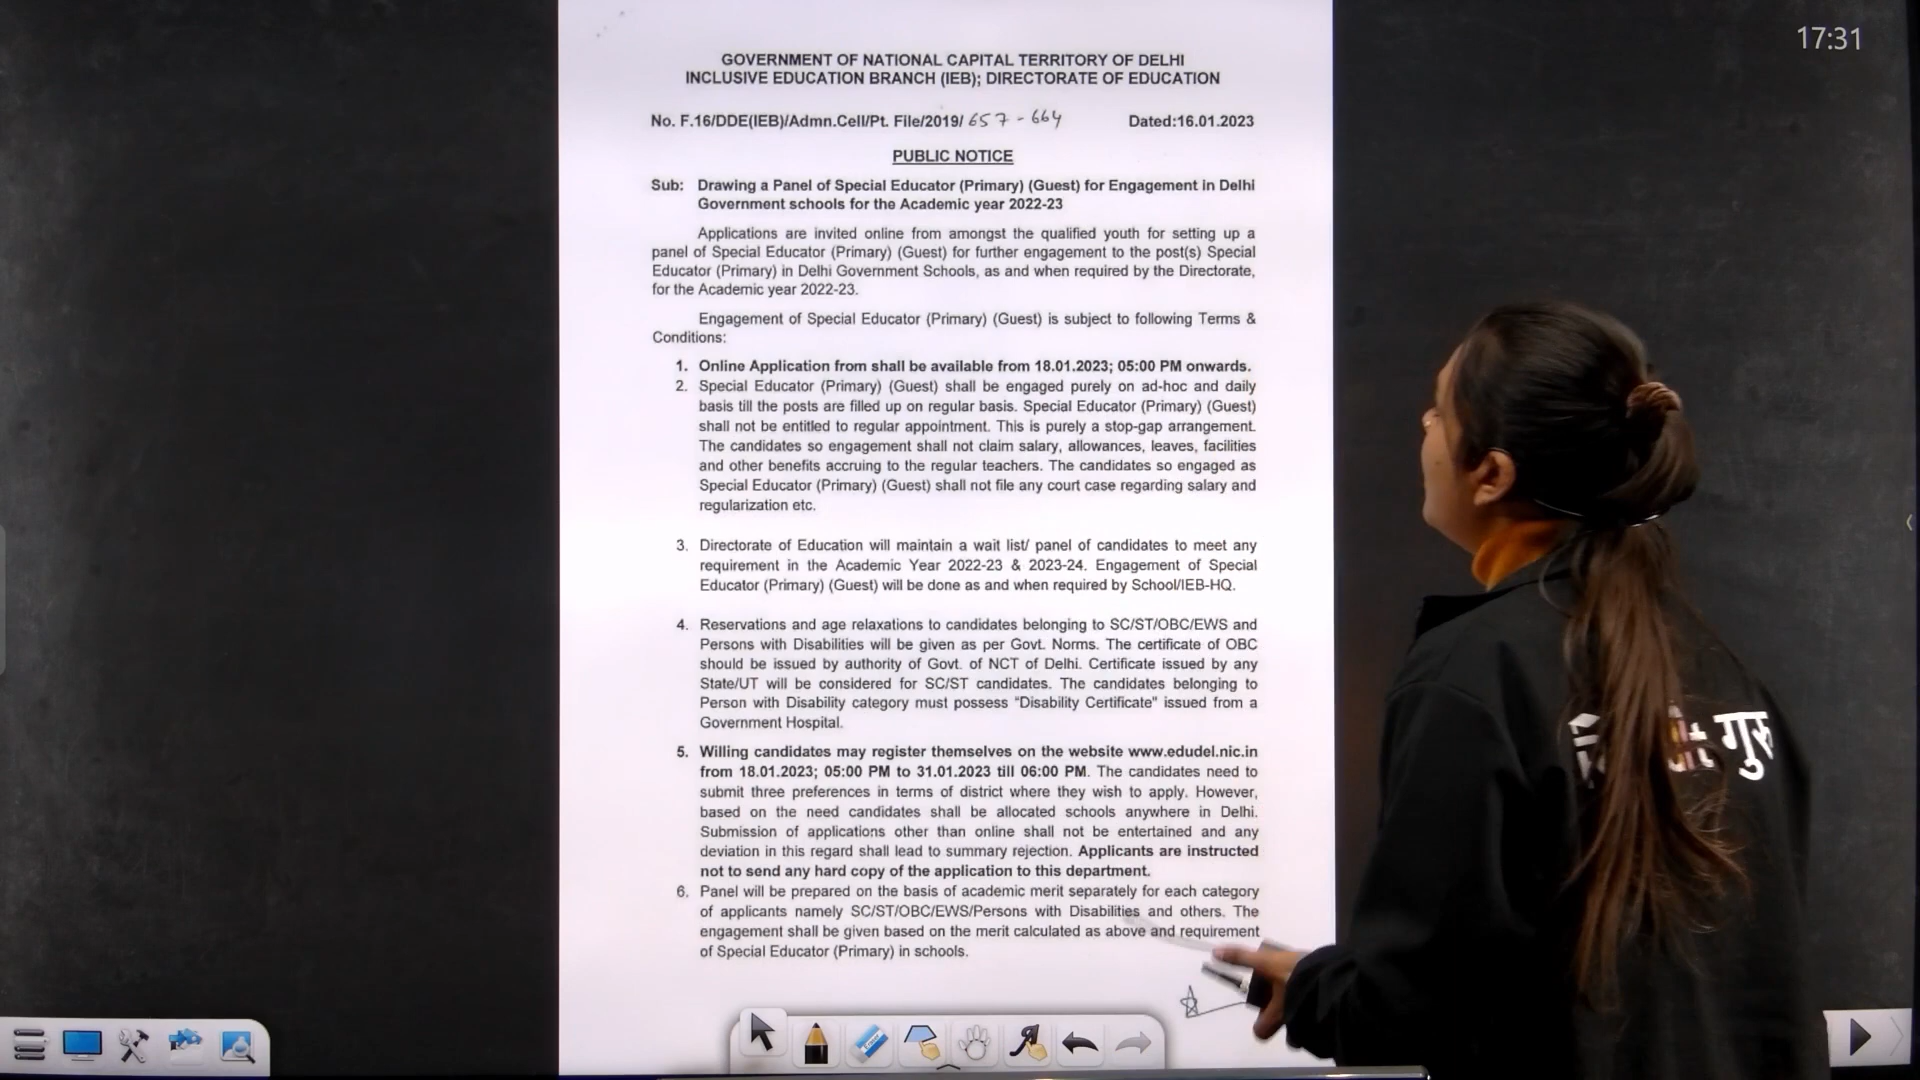 17:31
GOVERNMENT OF NATIONAL CAPITAL TERRITORY OF DELHI
INCLUSIVE EDUCATION BRANCH (IEB); DIRECTORATE OF EDUCATION
No. F.16/DDE(IEB)/Admn.Cell/Pt. File/2019/ 657 - 664 Dated:16.01.2023
PUBLIC NOTICE
Sub: Drawing a Panel of Special Educator (Primary) (Guest) for Engagement in Delhi
Government schools for the Academic year 2022-23
Applications are invited online from amongst the qualified youth for setting up a
panel of Special Educator (Primary) (Guest) for further engagement to the post(s) Special
Educator (Primary) in Delhi Government Schools, as and when required by the Directorate,
for the Academic year 2022-23.
Engagement of Special Educator (Primary) (Guest) is subject to following Terms &
Conditions:
1. Online Application from shall be available from 18.01.2023; 05:00 PM onwards.
2. Special Educator (Primary) (Guest) shall be engaged purely on ad-hoc and daily
basis till the posts are filled up on regular basis. Special Educator (Primary) (Guest)
shall not be entitled to regular appointment. This is purely a stop-gap arrangement.
The candidates so engagement shall not claim salary, allowances, leaves, facilities
and other benefits accruing to the regular teachers. The candidates so engaged as
Special Educator (Primary) (Guest) shall not file any court case regarding salary and
regularization etc.
3. Directorate of Education will maintain a wait list/ panel of candidates to meet any
requirement in the Academic Year 2022-23 & 2023-24. Engagement of Special
Educator (Primary) (Guest) will be done as and when required by School/IEB-HQ.
4. Reservations and age relaxations to candidates belonging to SC/ST/OBC/EWS and
Persons with Disabilities will be given as per Govt. Norms. The certificate of OBC
should be issued by authority of Govt. of NCT of Delhi. Certificate issued by any
State/UT will be considered for SC/ST candidates. The candidates belonging to
Person with Disability category must possess "Disability Certificate" issued from a
Government Hospital.
5. Willing candidates may register themselves on the website www.edudel.nic.in
from 18.01.2023; 05:00 PM to 31.01.2023 till 06:00 PM. The candidates need to
submit three preferences in terms of district where they wish to apply. However,
based on the need candidates shall be allocated schools anywhere in Delhi.
Submission of applications other than online shall not be entertained and any
deviation in this regard shall lead to summary rejection. Applicants are instructed
not to send any hard copy of the application to this department.
6. Panel will be prepared on the basis of academic merit separately for each category
of applicants namely SC/ST/OBC/EWS/Persons with Disabilities and others. The
engagement shall be given based on the merit calculated as above and requirement
of Special Educator (Primary) in schools.
गुरु